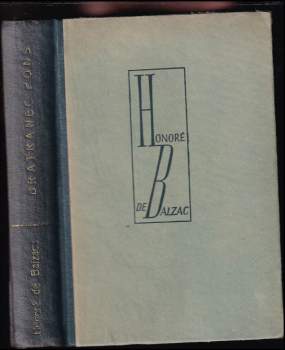 HONORÉ
DE BALZAC
Honoré de Balzac
BRATRANEC PONS